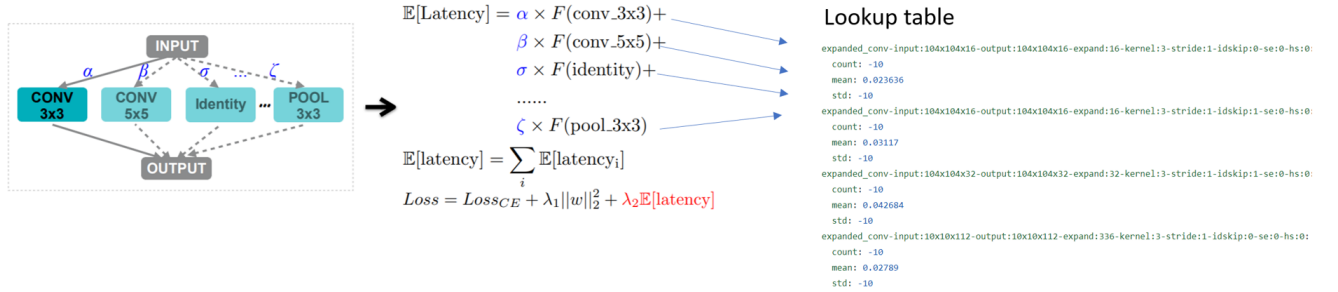 INPUT
α β σ ... ζ
CONV 3x3
CONV 5x5
Identity
...
POOL 3x3
OUTPUT
𝔼[Latency] = α × F(conv_3x3)+
β × F(conv_5x5)+
σ × F(identity)+
......
ζ × F(pool_3x3)
𝔼[latency] = ∑_i 𝔼[latency_i]
Loss = Loss_CE + λ₁||w||₂² + λ₂𝔼[latency]
Lookup table
expanded_conv-input:104x104x16-output:104x104x16-expand:16-kernel:3-stride:1-idskip:0-se:0-hs:0:
count: -10
mean: 0.023636
std: -10
expanded_conv-input:104x104x16-output:104x104x16-expand:16-kernel:3-stride:1-idskip:1-se:0-hs:0:
count: -10
mean: 0.03117
std: -10
expanded_conv-input:104x104x32-output:104x104x32-expand:32-kernel:3-stride:1-idskip:1-se:0-hs:0:
count: -10
mean: 0.042684
std: -10
expanded_conv-input:10x10x112-output:10x10x112-expand:336-kernel:3-stride:1-idskip:0-se:0-hs:0:
count: -10
mean: 0.02789
std: -10